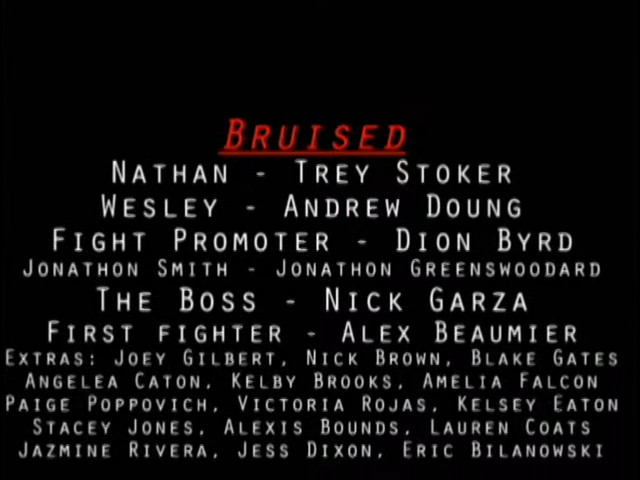 BRUISED
NATHAN - TREY STOKER
WESLEY - ANDREW DOUNG
FIGHT PROMOTER - DION BYRD
JONATHON SMITH - JONATHON GREENSWOODARD
THE BOSS - NICK GARZA
FIRST FIGHTER - ALEX BEAUMIER
EXTRAS: JOEY GILBERT, NICK BROWN, BLAKE GATES
ANGELEA CATON, KELBY BROOKS, AMELIA FALCON
PAIGE POPPOVICH, VICTORIA ROJAS, KELSEY EATON
STACEY JONES, ALEXIS BOUNDS, LAUREN COATS
JAZMINE RIVERA, JESS DIXON, ERIC BILANOWSKI